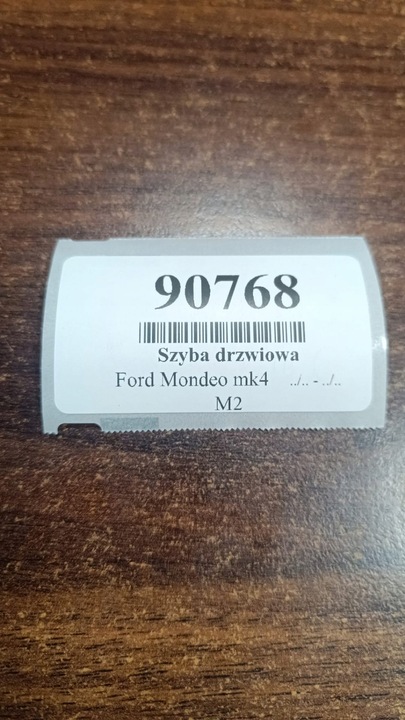 90768
Szyba drzwiowa
Ford Mondeo mk4 ../.. - ../..
M2